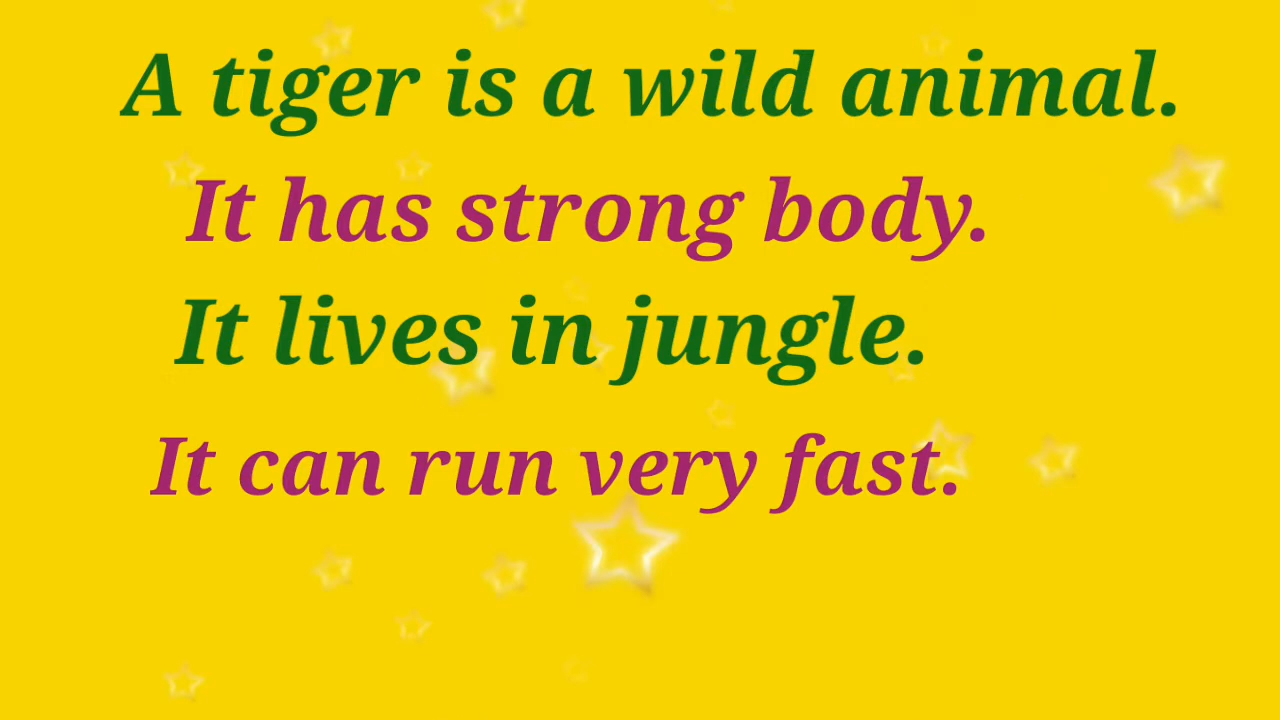 A tiger is a wild animal.
It has strong body.
It lives in jungle.
It can run very fast.